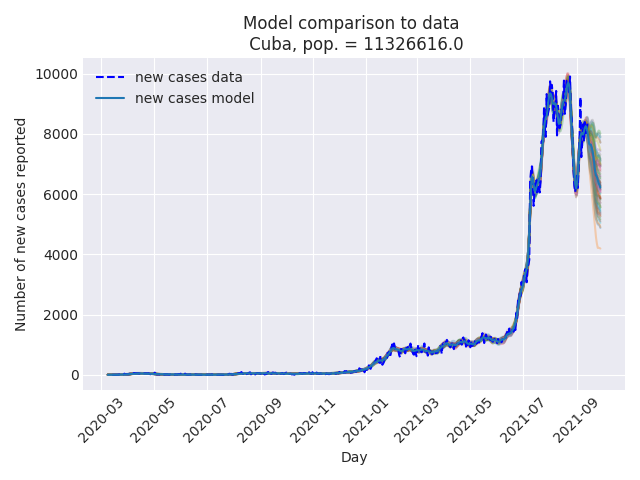 Model comparison to data
Cuba, pop. = 11326616.0
new cases data
new cases model
Number of new cases reported
10000
8000
6000
4000
2000
0
2020-03
2020-05
2020-07
2020-09
2020-11
2021-01
2021-03
2021-05
2021-07
2021-09
Day